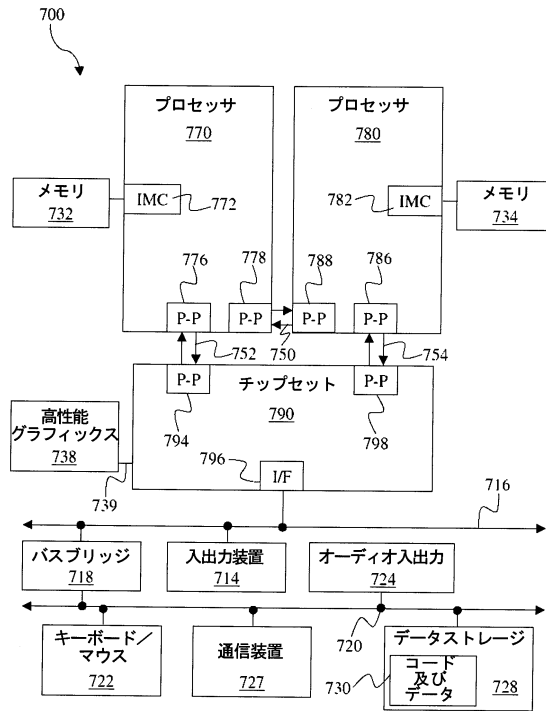 700
プロセッサ
770
プロセッサ
780
メモリ
732
IMC
772
782
IMC
メモリ
734
776
778
788
786
P-P
P-P
P-P
P-P
752
750
754
P-P
チップセット
P-P
790
794
798
高性能
グラフィックス
738
739
796
I/F
716
バスブリッジ
718
入出力装置
714
オーディオ入出力
724
720
キーボード/
マウス
722
通信装置
727
データストレージ
730
コード
及び
データ
728